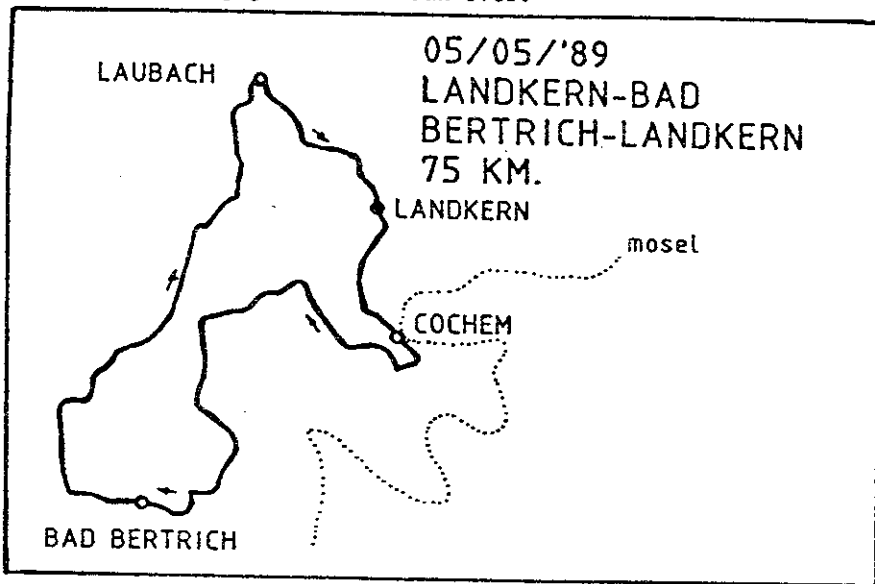 05/05/'89
LANDKERN-BAD
BERTRICH-LANDKERN
75 KM.
LAUBACH
LANDKERN
mosel
COCHEM
BAD BERTRICH